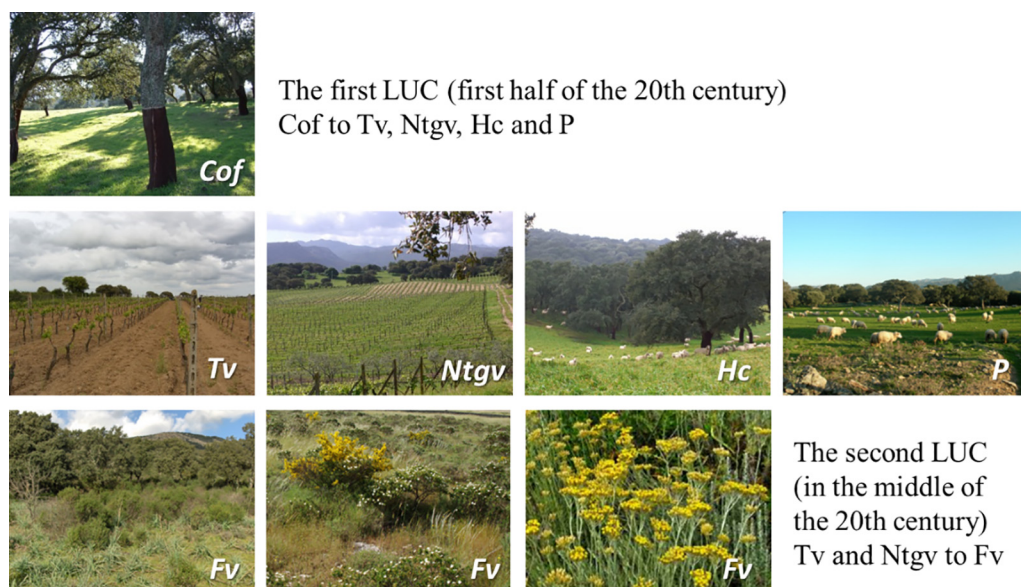 The first LUC (first half of the 20th century)
Cof to Tv, Ntgv, Hc and P
Cof
Tv
Ntgv
Hc
P
Fv
Fv
Fv
The second LUC
(in the middle of
the 20th century)
Tv and Ntgv to Fv